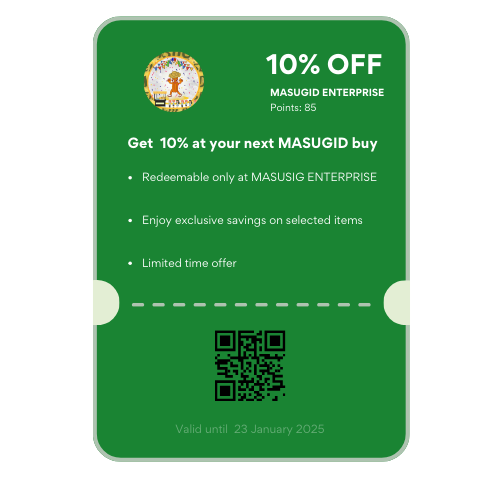 10% OFF
MASUGID ENTERPRISE
Points: 85
Get 10% at your next MASUGID buy
• Redeemable only at MASUSIG ENTERPRISE
• Enjoy exclusive savings on selected items
• Limited time offer
Valid until 23 January 2025